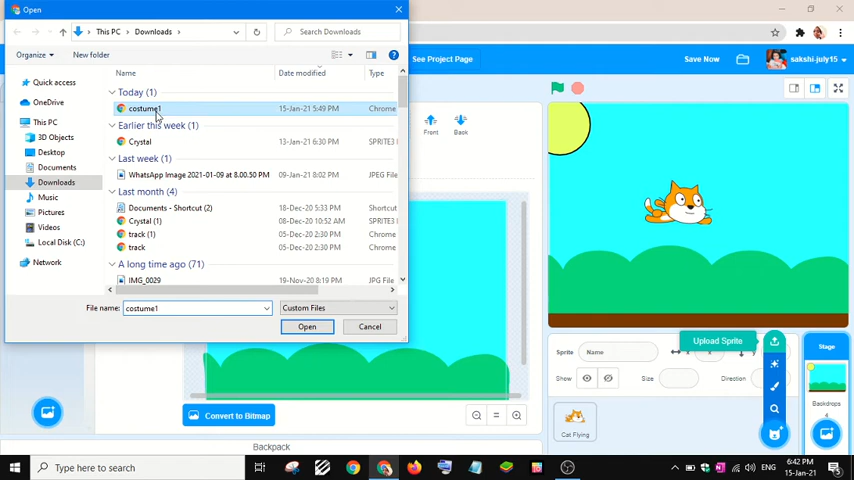 Open
This PC
Downloads
Search Downloads
Organize
New folder
See Project Page
Save Now
sakshi-july15
Name
Date modified
Type
Quick access
OneDrive
This PC
3D Objects
Desktop
Documents
Downloads
Music
Pictures
Videos
Local Disk (C:)
Network
Today (1)
costume1 15-Jan-21 5:49 PM Chrome
Earlier this week (1)
Crystal 13-Jan-21 6:30 PM SPRITE3
Last week (1)
WhatsApp Image 2021-01-09 at 8.00.50 PM 09-Jan-21 8:02 PM JPEG File
Last month (4)
Documents - Shortcut (2) 18-Dec-20 5:33 PM Chrome
Crystal (1) 08-Dec-20 10:52 AM SPRITE3
track (1) 05-Dec-20 2:30 PM Chrome
track 05-Dec-20 2:30 PM Chrome
A long time ago (71)
IMG_0029 19-Nov-20 8:19 PM JPG File
File name: costume1
Custom Files
Open
Cancel
Front
Back
Upload Sprite
Stage
Sprite
Name
x
y
Show
Size
Direction
Backdrops
4
Cat Flying
Convert to Bitmap
Backpack
Type here to search
ENG
6:42 PM
15-Jan-21